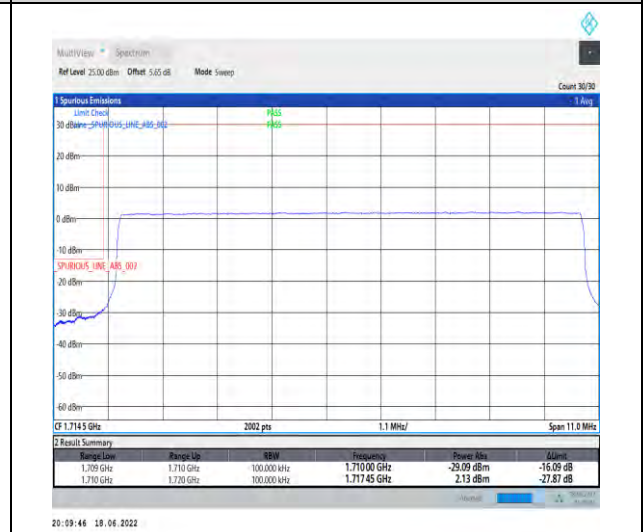 MultiView Spectrum
Ref Level 25.00 dBm Offset 5.65 dB Mode Sweep
Count 30/30
1 Spurious Emissions 1 Avg
Limit Check PASS
30 dBm Line _SPURIOUS_LINE_ABS_002 PASS
20 dBm
10 dBm
0 dBm
-10 dBm
_SPURIOUS_LINE_ABS_002
-20 dBm
-30 dBm
-40 dBm
-50 dBm
-60 dBm
CF 1.7145 GHz 2002 pts 1.1 MHz/ Span 11.0 MHz
2 Result Summary
Range Low Range Up RBW Frequency Power Abs ΔLimit
1.709 GHz 1.710 GHz 100.000 kHz 1.71000 GHz -29.09 dBm -16.09 dB
1.710 GHz 1.720 GHz 100.000 kHz 1.71745 GHz 2.13 dBm -27.87 dB
20:09:46 18.06.2022